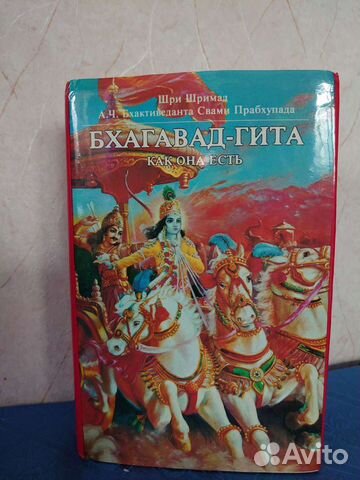 Шри Шримад
А.Ч. Бхактиведанта Свами Прабхупада
БХАГАВАД-ГИТА
КАК ОНА ЕСТЬ
Avito